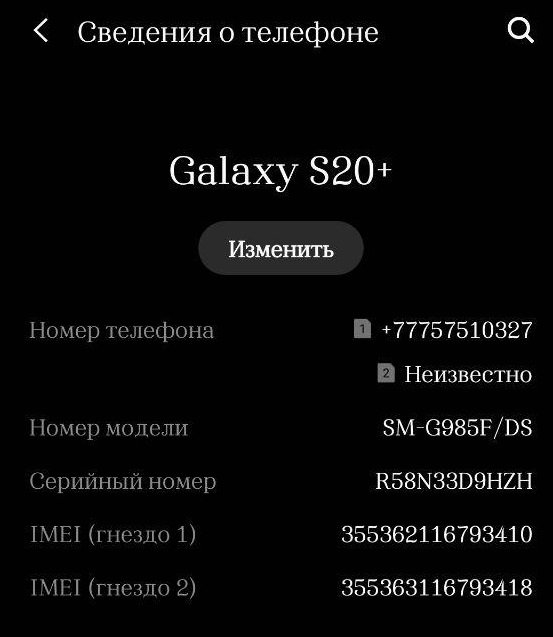 Сведения о телефоне
Galaxy S20+
Изменить
Номер телефона 1 +77757510327
2 Неизвестно
Номер модели SM-G985F/DS
Серийный номер R58N33D9HZH
IMEI (гнездо 1) 355362116793410
IMEI (гнездо 2) 355363116793418